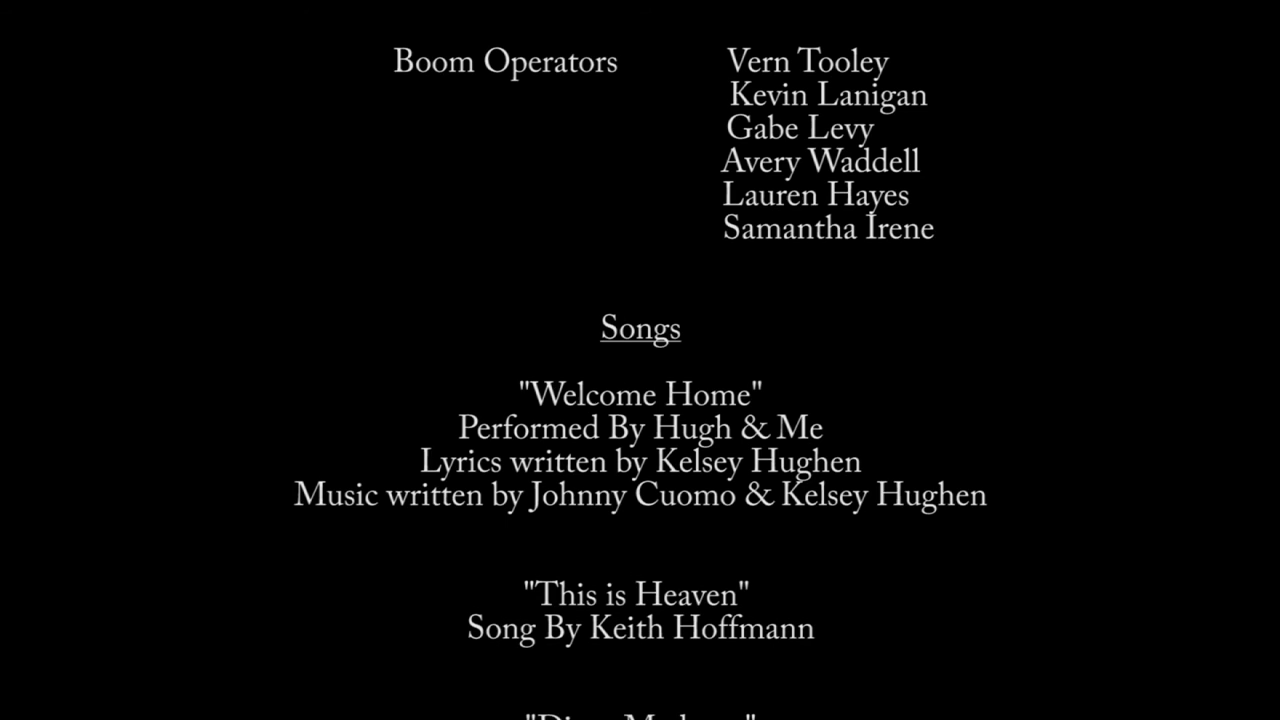 Boom Operators Vern Tooley
Kevin Lanigan
Gabe Levy
Avery Waddell
Lauren Hayes
Samantha Irene
Songs
"Welcome Home"
Performed By Hugh & Me
Lyrics written by Kelsey Hughen
Music written by Johnny Cuomo & Kelsey Hughen
"This is Heaven"
Song By Keith Hoffmann